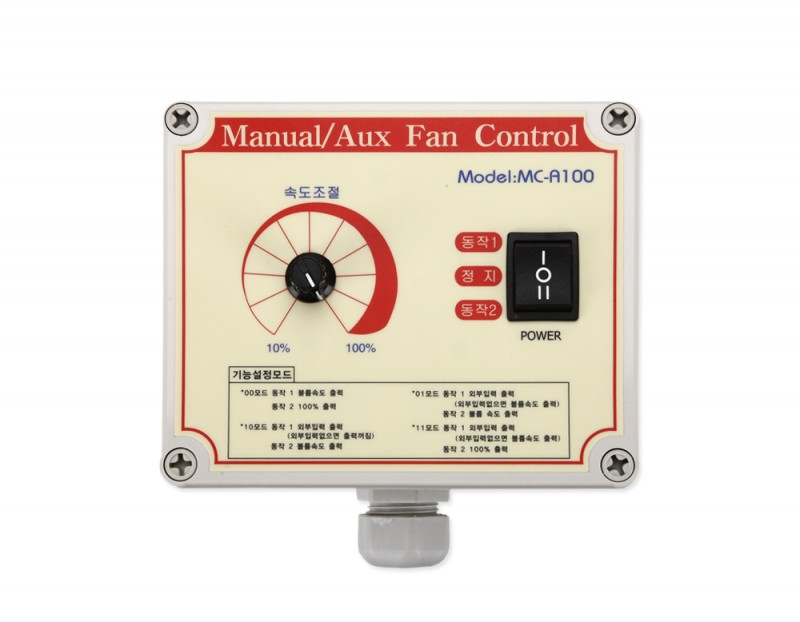 Manual/Aux Fan Control
Model:MC-A100
속도조절
10%
100%
동작1
정 지
동작2
I
O
II
POWER
기능설정모드
*00모드 동작 1 볼륨속도 출력
동작 2 100% 출력
*10모드 동작 1 외부입력 출력
(외부입력없으면 출력꺼짐)
동작 2 볼륨속도 출력
*01모드 동작 1 외부입력 출력
(외부입력없으면 볼륨속도 출력)
동작 2 볼륨 속도 출력
*11모드 동작 1 외부입력 출력
(외부입력없으면 볼륨속도 출력)
동작 2 100% 출력